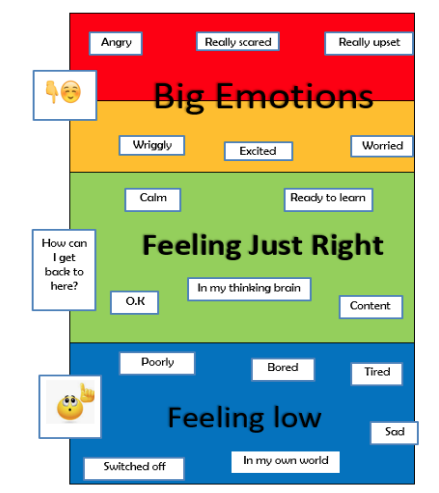 Angry
Really scared
Really upset
Big Emotions
Wriggly
Excited
Worried
Calm
Ready to learn
Feeling Just Right
How can
I get
back to
here?
In my thinking brain
O.K
Content
Poorly
Bored
Tired
Feeling low
Sad
Switched off
In my own world